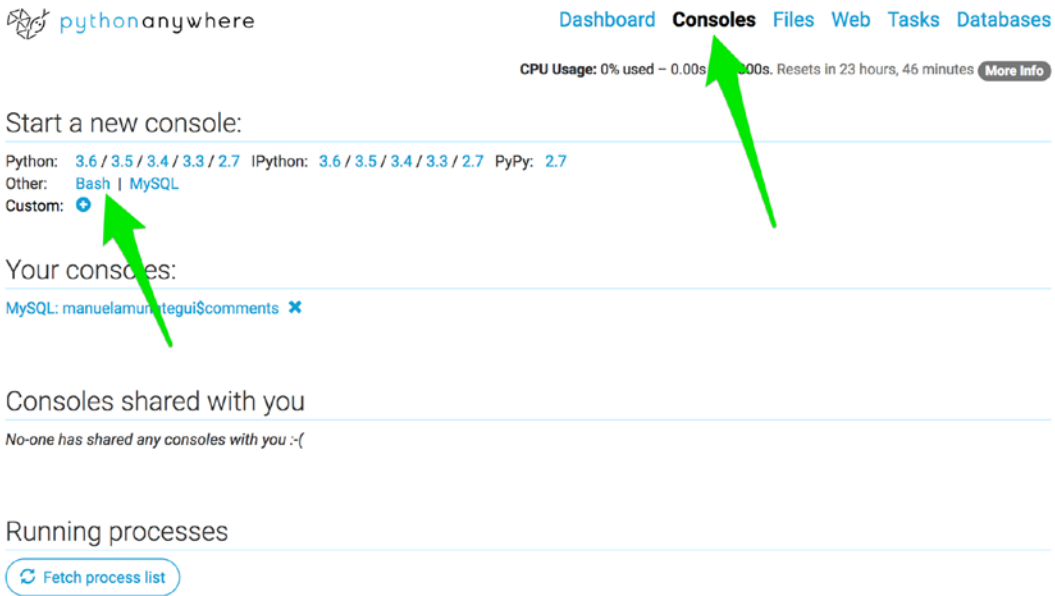 pythonanywhere
Dashboard Consoles Files Web Tasks Databases
CPU Usage: 0% used – 0.00s 00s. Resets in 23 hours, 46 minutes More Info
Start a new console:
Python: 3.6 / 3.5 / 3.4 / 3.3 / 2.7 IPython: 3.6 / 3.5 / 3.4 / 3.3 / 2.7 PyPy: 2.7
Other: Bash | MySQL
Custom:
Your consoles:
MySQL: $comments
Consoles shared with you
No-one has shared any consoles with you :-(
Running processes
Fetch process list